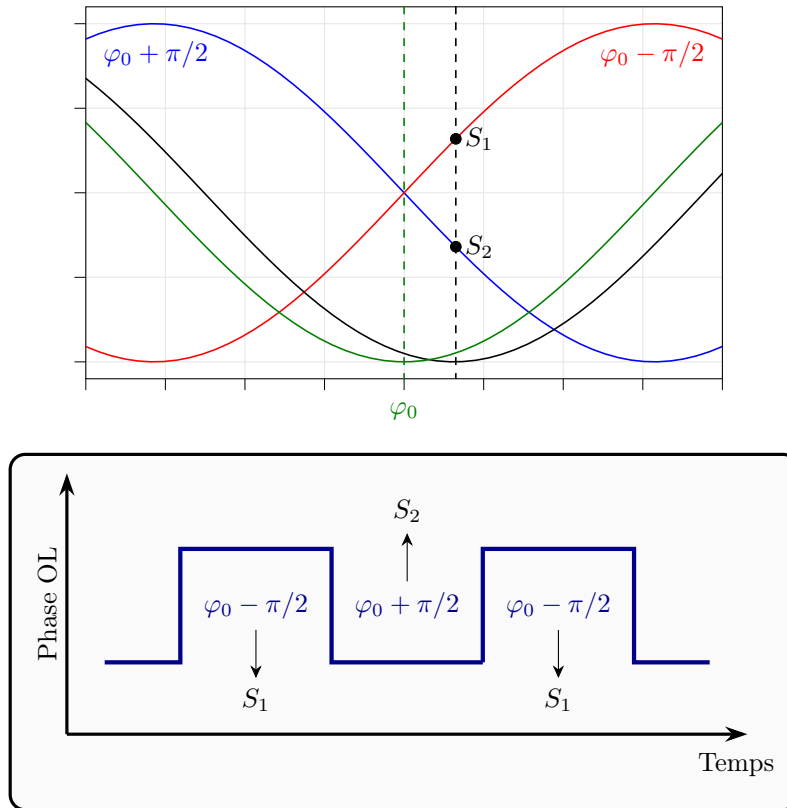 φ₀ + π/2
φ₀ − π/2
S₁
S₂
φ₀
S₂
Phase OL
φ₀ − π/2
φ₀ + π/2
φ₀ − π/2
S₁
S₁
Temps